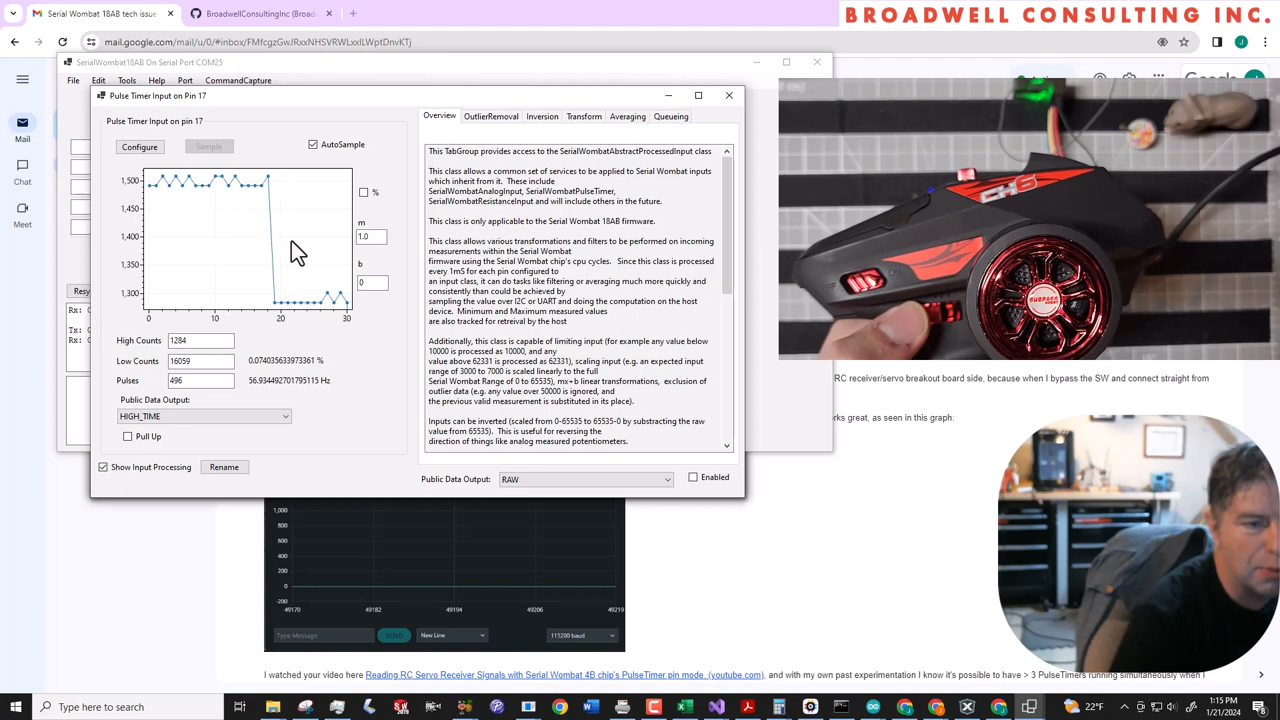 Serial Wombat 18AB tech issue
BroadwellConsultingInc (Broad
BROADWELL CONSULTING INC.
mail.google.com/mail/u/0/#inbox/
J
SerialWombat18AB On Serial Port COM25
File Edit Tools Help Port CommandCapture
Google
Mail
Chat
Meet
Pulse Timer Input on Pin 17
Pulse Timer Input on pin 17
Configure
Sample
AutoSample
1,500
1,450
1,400
1,350
1,300
0 10 20 30
%
m
1.0
b
0
High Counts 1284
Low Counts 16059 0.074035633973361 %
Pulses 496 56.934492701795115 Hz
Public Data Output:
HIGH_TIME
Pull Up
Show Input Processing
Rename
Overview OutlierRemoval Inversion Transform Averaging Queueing
This TabGroup provides access to the SerialWombatAbstractProcessedInput class
This class allows a common set of services to be applied to Serial Wombat inputs
which inherit from it. These include
SerialWombatAnalogInput, SerialWombatPulseTimer,
SerialWombatResistanceInput and will include others in the future.
This class is only applicable to the Serial Wombat 18AB firmware.
This class allows various transformations and filters to be performed on incoming
measurements within the Serial Wombat
firmware using the Serial Wombat chip's cpu cycles. Since this class is processed
every 1mS for each pin configured to
an input class, it can do tasks like filtering or averaging much more quickly and
consistently than could be achieved by
sampling the value over I2C or UART and doing the computation on the host
device. Minimum and Maximum measured values
are also tracked for retreival by the host
Additionally, this class is capable of limiting input (for example any value below
10000 is processed as 10000, and any
value above 62331 is processed as 62331), scaling input (e.g. an expected input
range of 3000 to 7000 is scaled linearly to the full
Serial Wombat Range of 0 to 65535), mx+b linear transformations, exclusion of
outlier data (e.g. any value over 50000 is ignored, and
the previous valid measurement is substituted in its place).
Inputs can be inverted (scaled from 0-65535 to 65535-0 by substracting the raw
value from 65535). This is useful for reversing the
direction of things like analog measured potentiometers.
Public Data Output: RAW
Enabled
Resy
Rx: C
Tx: C
CH6
SURPASS
RC receiver/servo breakout board side, because when I bypass the SW and connect straight from
rks great, as seen in this graph:
1,000
800
600
400
200
0
-200
49170 49182 49194 49206 49219
Type Message SEND New Line 115200 baud
I watched your video here Reading RC Servo Receiver Signals with Serial Wombat 4B chip's PulseTimer pin mode. (youtube.com), and with my own past experimentation I know it's possible to have > 3 PulseTimers running simultaneously when I
Type here to search
22°F
1:15 PM
1/21/2024